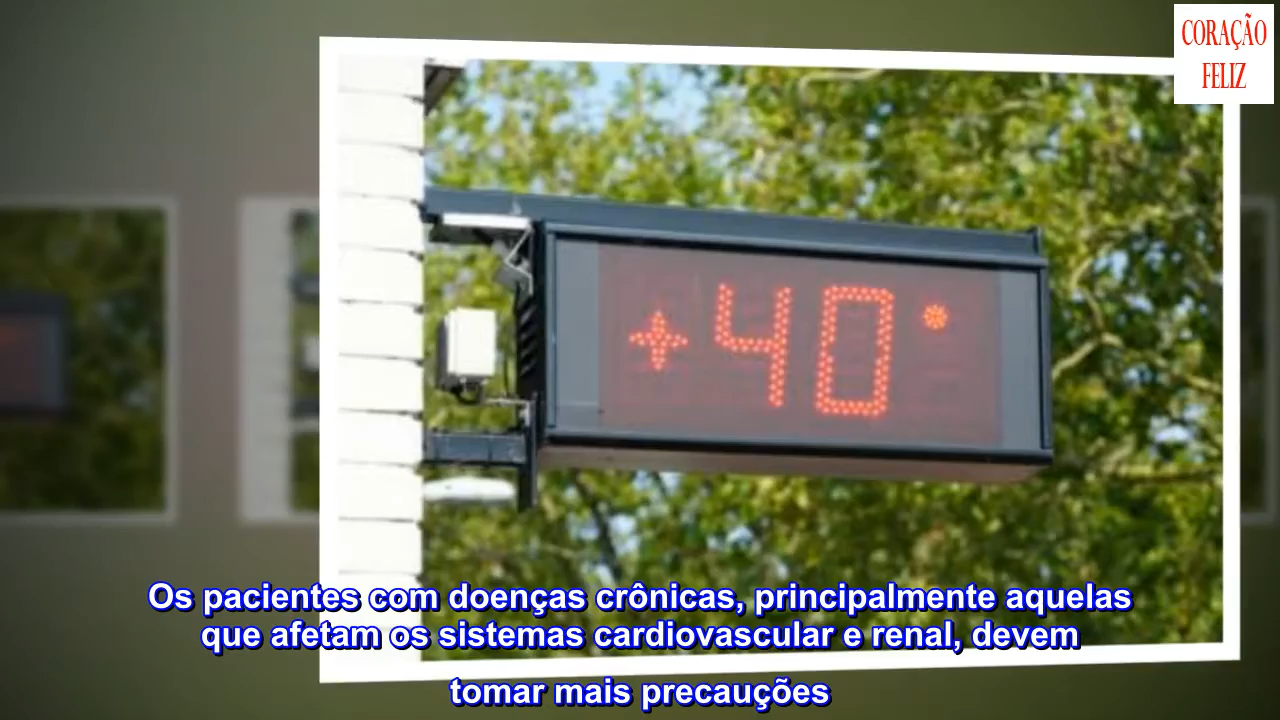 CORAÇÃO
FELIZ
+40°
Os pacientes com doenças crônicas, principalmente aquelas
que afetam os sistemas cardiovascular e renal, devem
tomar mais precauções